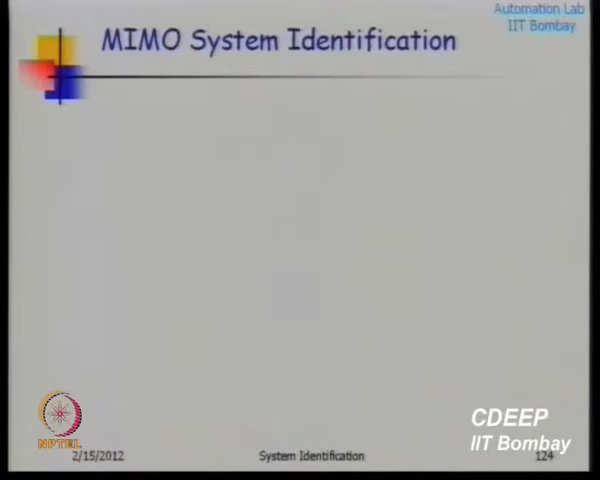 Automation Lab
IIT Bombay
MIMO System Identification
NPTEL
CDEEP
IIT Bombay
2/15/2012
System Identification
124